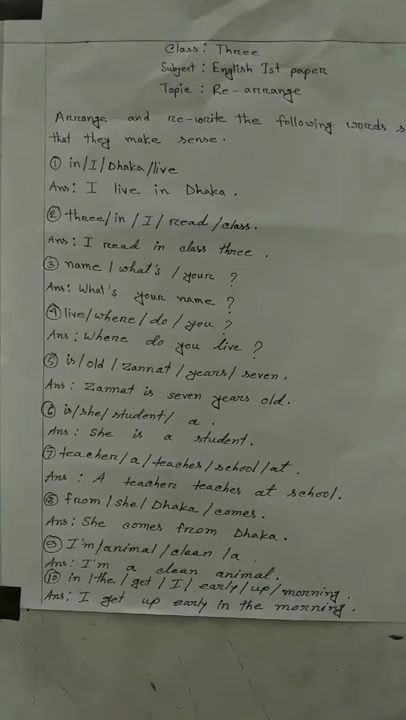 Class: Three
Subject: English Ist paper
Topic: Re-arrange
Arrange and re-write the following words
that they make sense.
① in/I/Dhaka/live
Ans: I live in Dhaka.
② three/in/I/read/class.
Ans: I read in class three.
③ name/what's/your?
Ans: What's your name?
④ live/where/do/you?
Ans: Where do you live?
⑤ is/old/Zannat/years/seven.
Ans: Zannat is seven years old.
⑥ is/she/student/a.
Ans: She is a student.
⑦ teacher/a/teaches/school/at.
Ans: A teacher teaches at school.
⑧ from/she/Dhaka/comes.
Ans: She comes from Dhaka.
⑨ I'm/animal/clean/a.
Ans: I'm a clean animal.
⑩ in/the/get/I/early/up/morning.
Ans: I get up early in the morning.